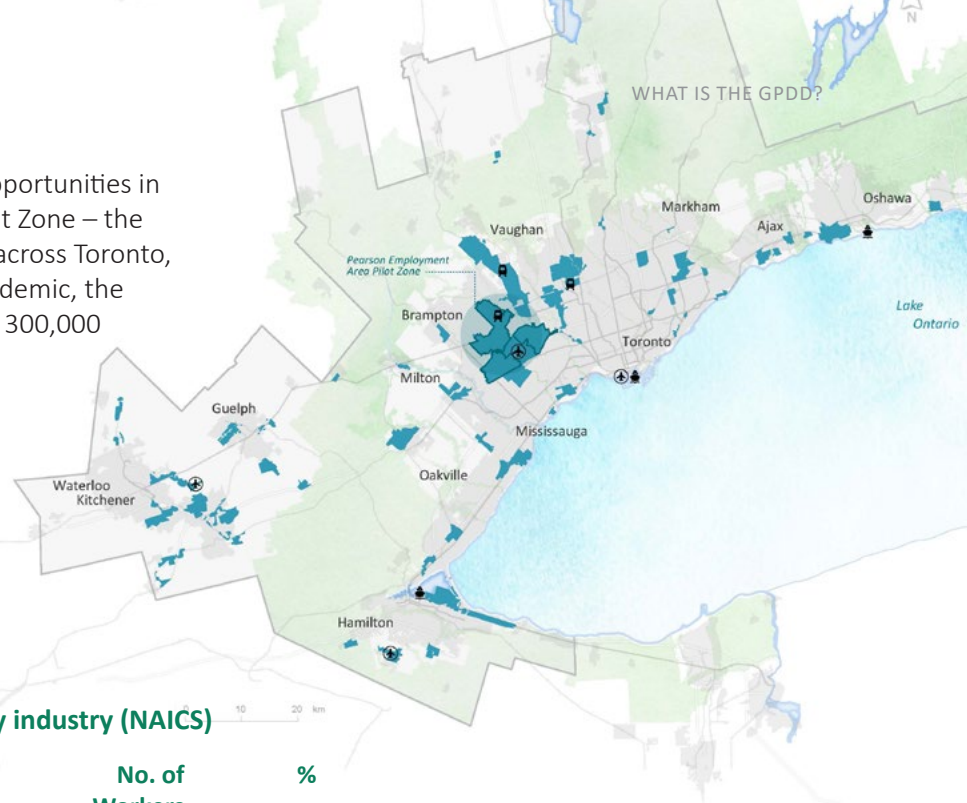 N
WHAT IS THE GPDD?
pportunities in
t Zone – the
across Toronto,
demic, the
300,000
Oshawa
Markham
Ajax
Vaughan
Pearson Employment
Area Pilot Zone
Lake
Ontario
Brampton
Toronto
Milton
Guelph
Mississauga
Oakville
Waterloo
Kitchener
Hamilton
0 10 20 km
y industry (NAICS)
No. of %
Workers